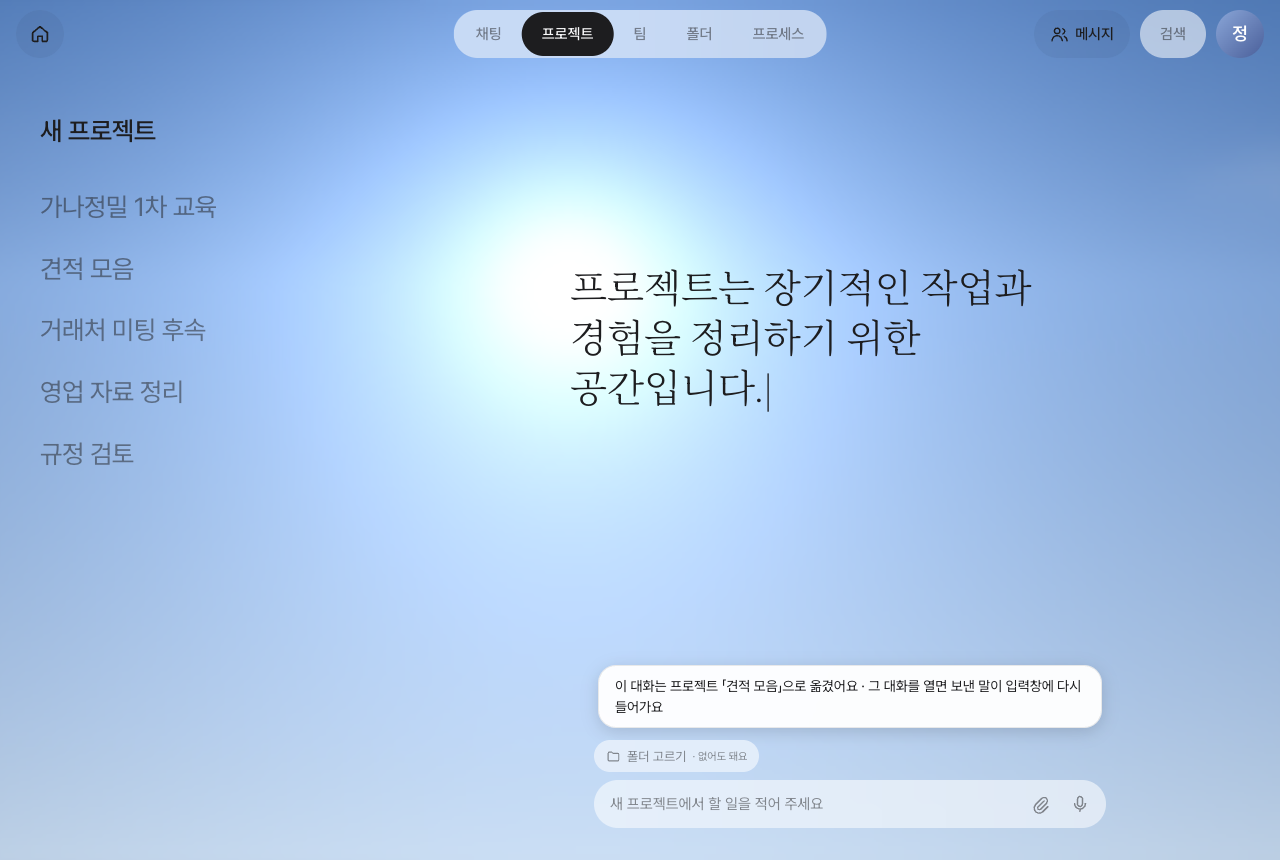 채팅
프로젝트
팀
폴더
프로세스
메시지
검색
정
새 프로젝트
가나정밀 1차 교육
견적 모음
거래처 미팅 후속
영업 자료 정리
규정 검토
프로젝트는 장기적인 작업과
경험을 정리하기 위한
공간입니다.
이 대화는 프로젝트 「견적 모음」으로 옮겼어요 · 그 대화를 열면 보낸 말이 입력창에 다시
들어가요
폴더 고르기 · 없어도 돼요
새 프로젝트에서 할 일을 적어 주세요